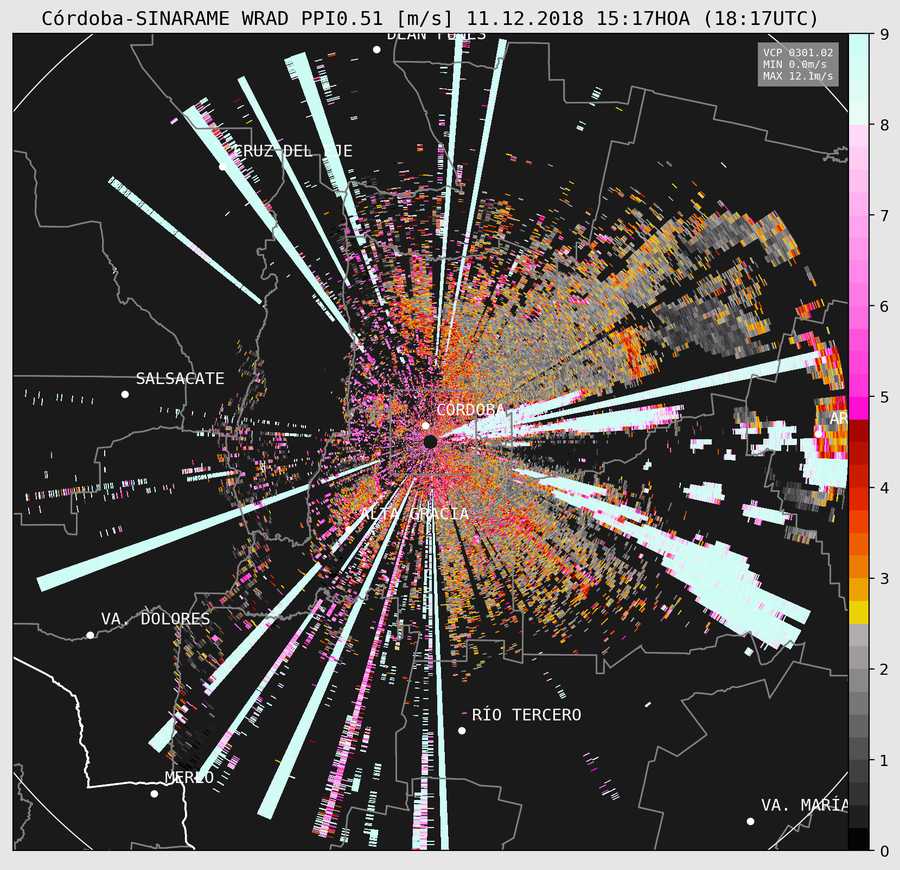 Córdoba-SINARAME WRAD PPI0.51 [m/s] 11.12.2018 15:17HOA (18:17UTC)
DEAN FUNES
VCP 0301.02
MIN 0.0m/s
MAX 12.1m/s
CRUZ DEL EJE
SALSACATE
CÓRDOBA
AR
ALTA GRACIA
VA. DOLORES
RÍO TERCERO
MERLO
VA. MARÍA
9
8
7
6
5
4
3
2
1
0